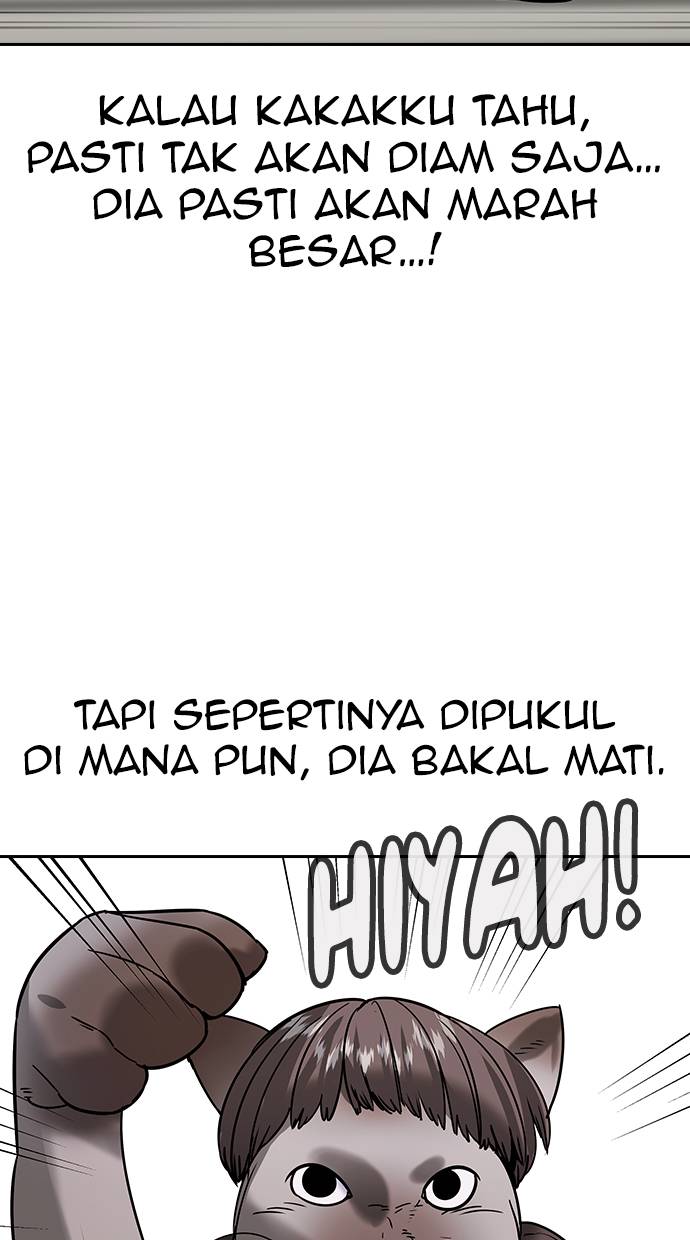 KALAU KAKAKKU TAHU,
PASTI TAK AKAN DIAM SAJA...
DIA PASTI AKAN MARAH
BESAR...!
TAPI SEPERTINYA DIPUKUL
DI MANA PUN, DIA BAKAL MATI.
HIYAH!